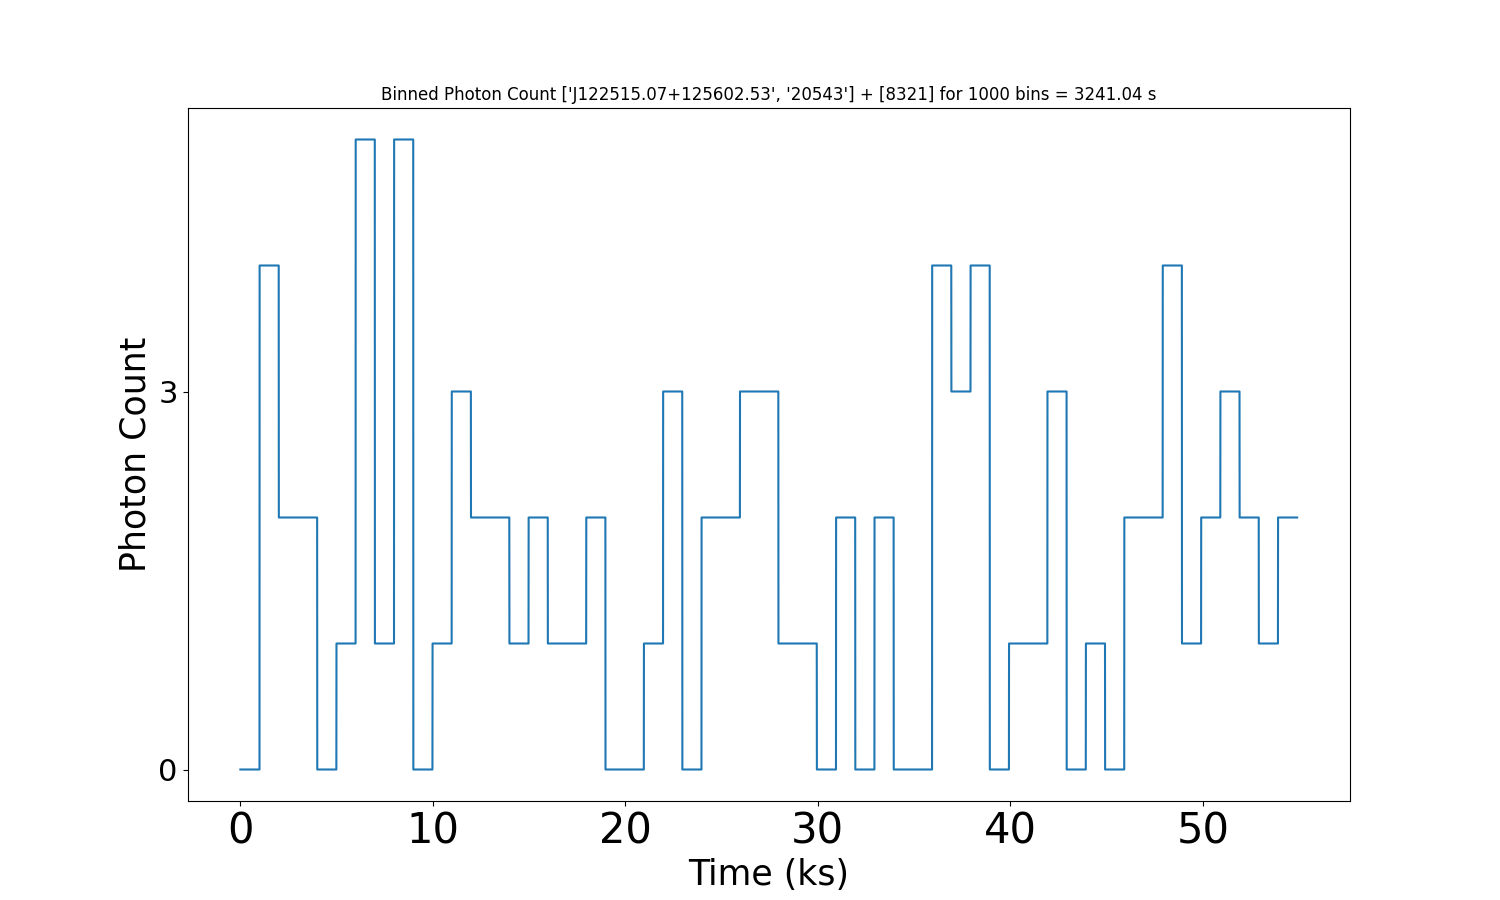 Binned Photon Count ['J122515.07+125602.53', '20543'] + [8321] for 1000 bins = 3241.04 s
Photon Count
3
0
0 10 20 30 40 50
Time (ks)